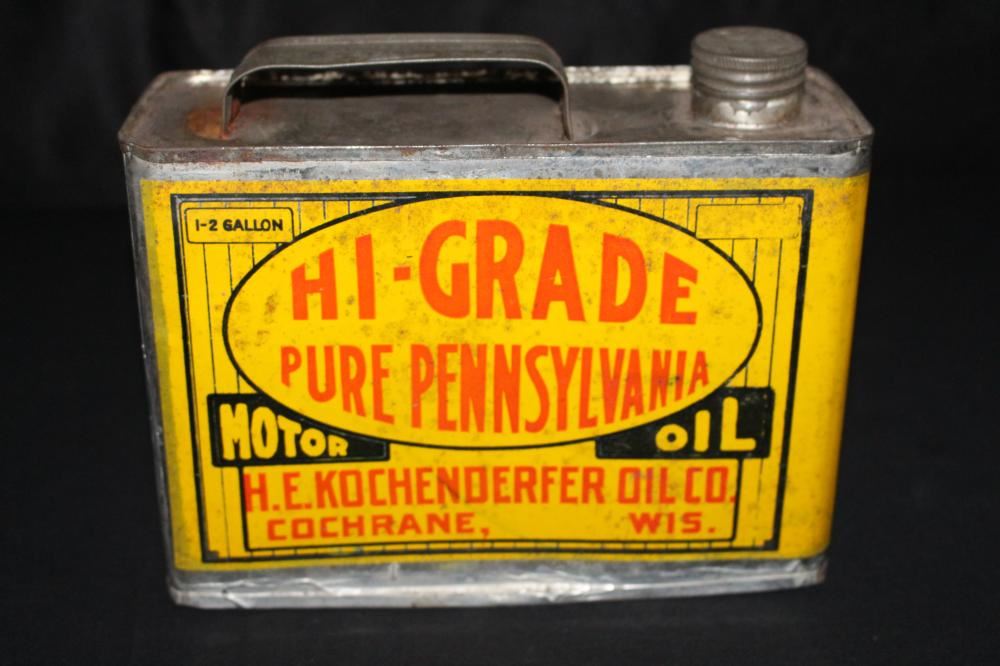 1-2 GALLON
HI-GRADE
PURE PENNSYLVANIA
MOTOR OIL
H.E. KOCHENDERFER OIL CO.
COCHRANE, WIS.